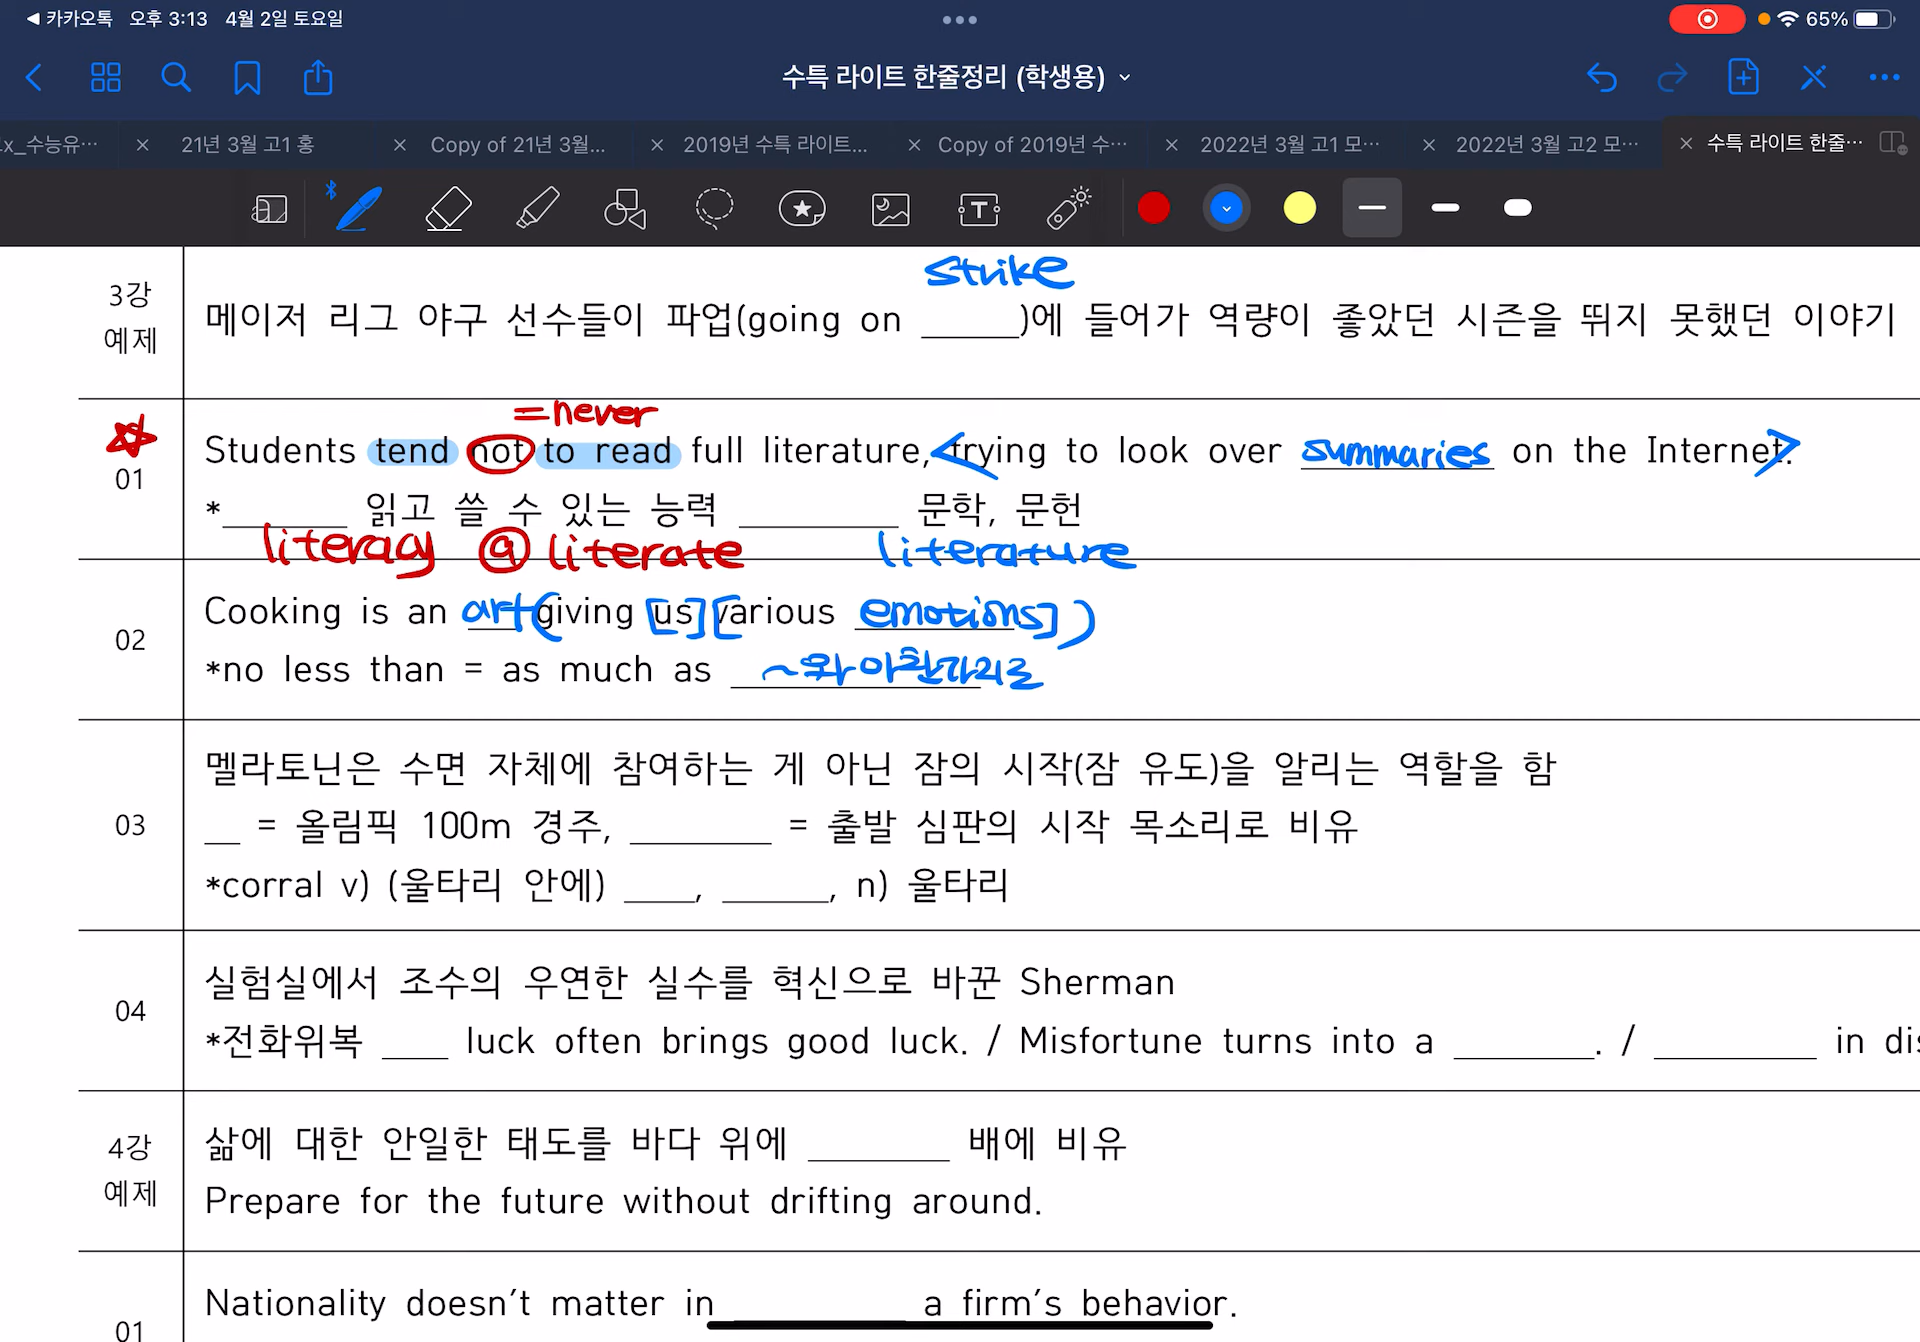 ◀ 카카오톡 오후 3:13 4월 2일 토요일 65%
수특 라이트 한줄정리 (학생용)
x_수능유··· 21년 3월 고1 홍 Copy of 21년 3월... 2019년 수특 라이트... Copy of 2019년 수··· 2022년 3월 고1 모··· 2022년 3월 고2 모··· 수특 라이트 한줄···
strike
3강 예제 메이저 리그 야구 선수들이 파업(going on _____)에 들어가 역량이 좋았던 시즌을 뛰지 못했던 이야기
=never
01 Students tend not to read full literature, <trying to look over summaries on the Internet.>
*_______ 읽고 쓸 수 있는 능력 _________ 문학, 문헌
literacy ⓐ literate literature
02 Cooking is an art (giving [us] [various emotions])
*no less than = as much as ~와 마찬가지로
03 멜라토닌은 수면 자체에 참여하는 게 아닌 잠의 시작(잠 유도)을 알리는 역할을 함
__ = 올림픽 100m 경주, ________ = 출발 심판의 시작 목소리로 비유
*corral v) (울타리 안에) ____, ______, n) 울타리
04 실험실에서 조수의 우연한 실수를 혁신으로 바꾼 Sherman
*전화위복 ____ luck often brings good luck. / Misfortune turns into a ________. / _________ in dis
4강 예제 삶에 대한 안일한 태도를 바다 위에 ________ 배에 비유
Prepare for the future without drifting around.
01 Nationality doesn't matter in __________ a firm's behavior.